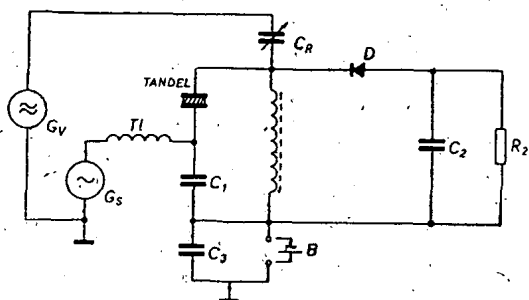 C_R
D
TANDEL
Tl
G_V
G_S
C_1
C_2
R_2
C_3
B